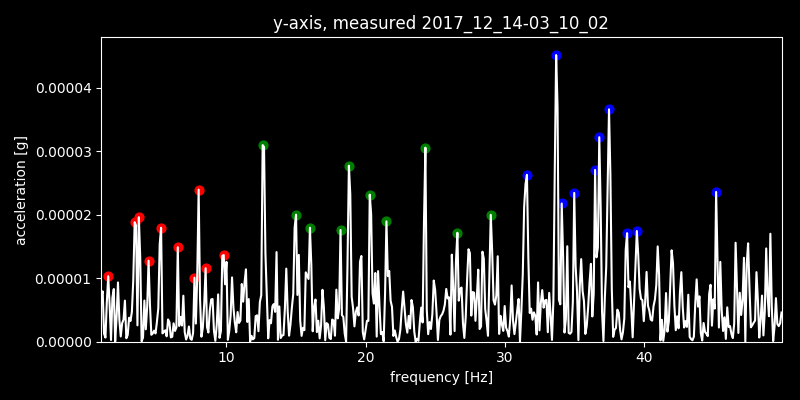 y-axis, measured 2017_12_14-03_10_02
0.00004
0.00003
0.00002
0.00001
0.00000
acceleration [g]
10 20 30 40
frequency [Hz]